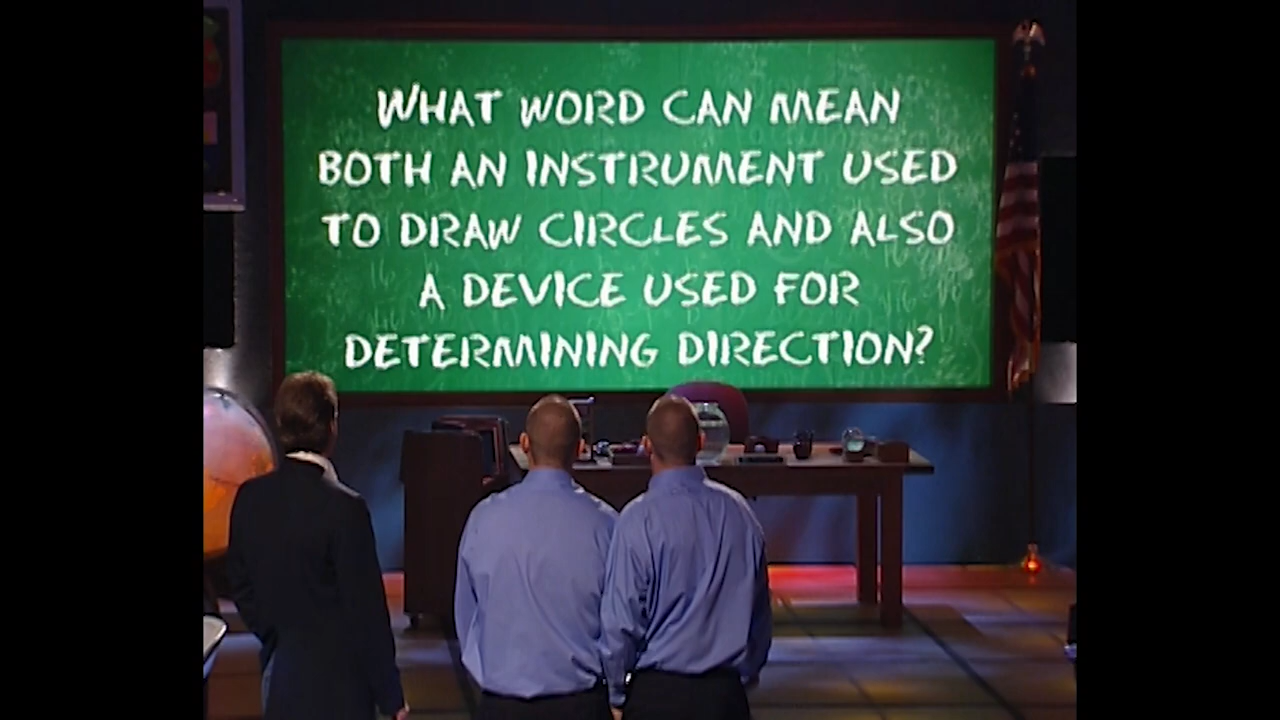 WHAT WORD CAN MEAN
BOTH AN INSTRUMENT USED
TO DRAW CIRCLES AND ALSO
A DEVICE USED FOR
DETERMINING DIRECTION?